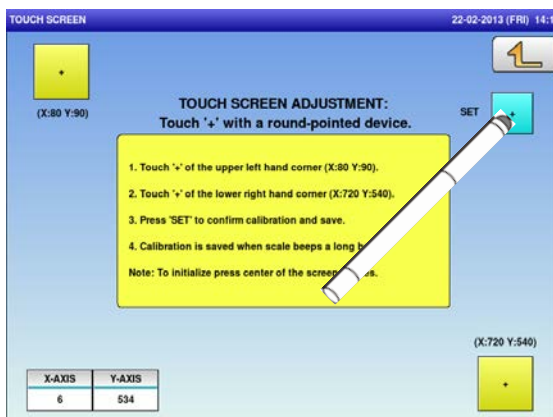 TOUCH SCREEN
22-02-2013 (FRI) 14:1
+
(X:80 Y:90)
TOUCH SCREEN ADJUSTMENT:
Touch '+' with a round-pointed device.
SET
+
1. Touch '+' of the upper left hand corner (X:80 Y:90).
2. Touch '+' of the lower right hand corner (X:720 Y:540).
3. Press 'SET' to confirm calibration and save.
4. Calibration is saved when scale beeps a long
Note: To initialize press center of the screen
(X:720 Y:540)
+
X-AXIS Y-AXIS
6 534